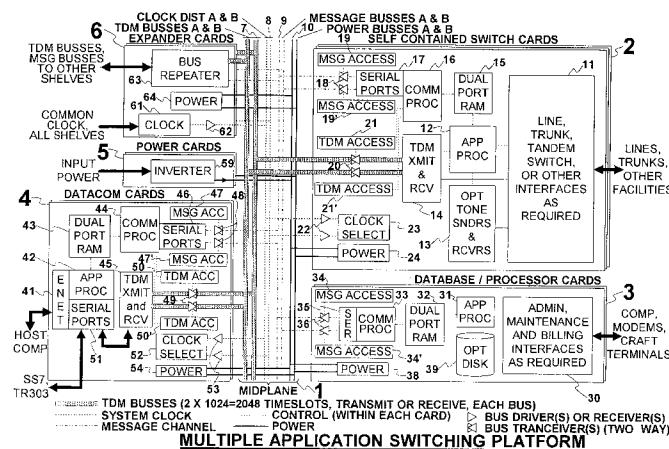 CLOCK DIST A & B
TDM BUSSES A & B
EXPANDER CARDS
6
7
8
9
10
MESSAGE BUSSES A & B
POWER BUSSES A & B
TDM BUSSES,
MSG BUSSES
TO OTHER
SHELVES
BUS
REPEATER
63
64
POWER
61
COMMON
CLOCK,
ALL SHELVES
CLOCK
62
5
POWER CARDS
INPUT
POWER
INVERTER
59
SELF CONTAINED SWITCH CARDS
2
19
MSG ACCESS
17
16
15
11
18
SERIAL
PORTS
COMM
PROC
DUAL
PORT
RAM
MSG ACCESS
19'
21
12
APP
PROC
TDM ACCESS
20
TDM
XMIT
&
RCV
14
TDM ACCESS
21'
OPT
TONE
SNDRS
& RCVRS
13
LINE,
TRUNK,
TANDEM
SWITCH,
OR OTHER
INTERFACES
AS
REQUIRED
LINES,
TRUNKS,
OTHER
FACILITIES
22
CLOCK
SELECT
23
POWER
24
4
DATACOM CARDS
46
47
44
MSG ACC
48
43
DUAL
PORT
RAM
COMM
PROC
SERIAL
PORTS
45
47'
MSG ACC
42
50
TDM ACC
41
E
N
E
T
APP
PROC
SERIAL
PORTS
TDM
XMIT
and
RCV
49
TDM ACC
50'
HOST
COMP
51
52
CLOCK
SELECT
SS7,
TR303
54
POWER
53
MIDPLANE
1
DATABASE / PROCESSOR CARDS
3
34
MSG ACCESS
33
32
31
35
36
SER
COMM
PROC
DUAL
PORT
RAM
APP
PROC
MSG ACCESS
34'
39
OPT
DISK
POWER
38
ADMIN,
MAINTENANCE
AND BILLING
INTERFACES
AS REQUIRED
30
COMP,
MODEMS,
CRAFT
TERMINALS
TDM BUSSES (2 X 1024=2048 TIMESLOTS, TRANSMIT OR RECEIVE, EACH BUS)
SYSTEM CLOCK
CONTROL (WITHIN EACH CARD)
BUS DRIVER(S) OR RECEIVER(S)
MESSAGE CHANNEL
POWER
BUS TRANCEIVER(S) (TWO WAY)
MULTIPLE APPLICATION SWITCHING PLATFORM